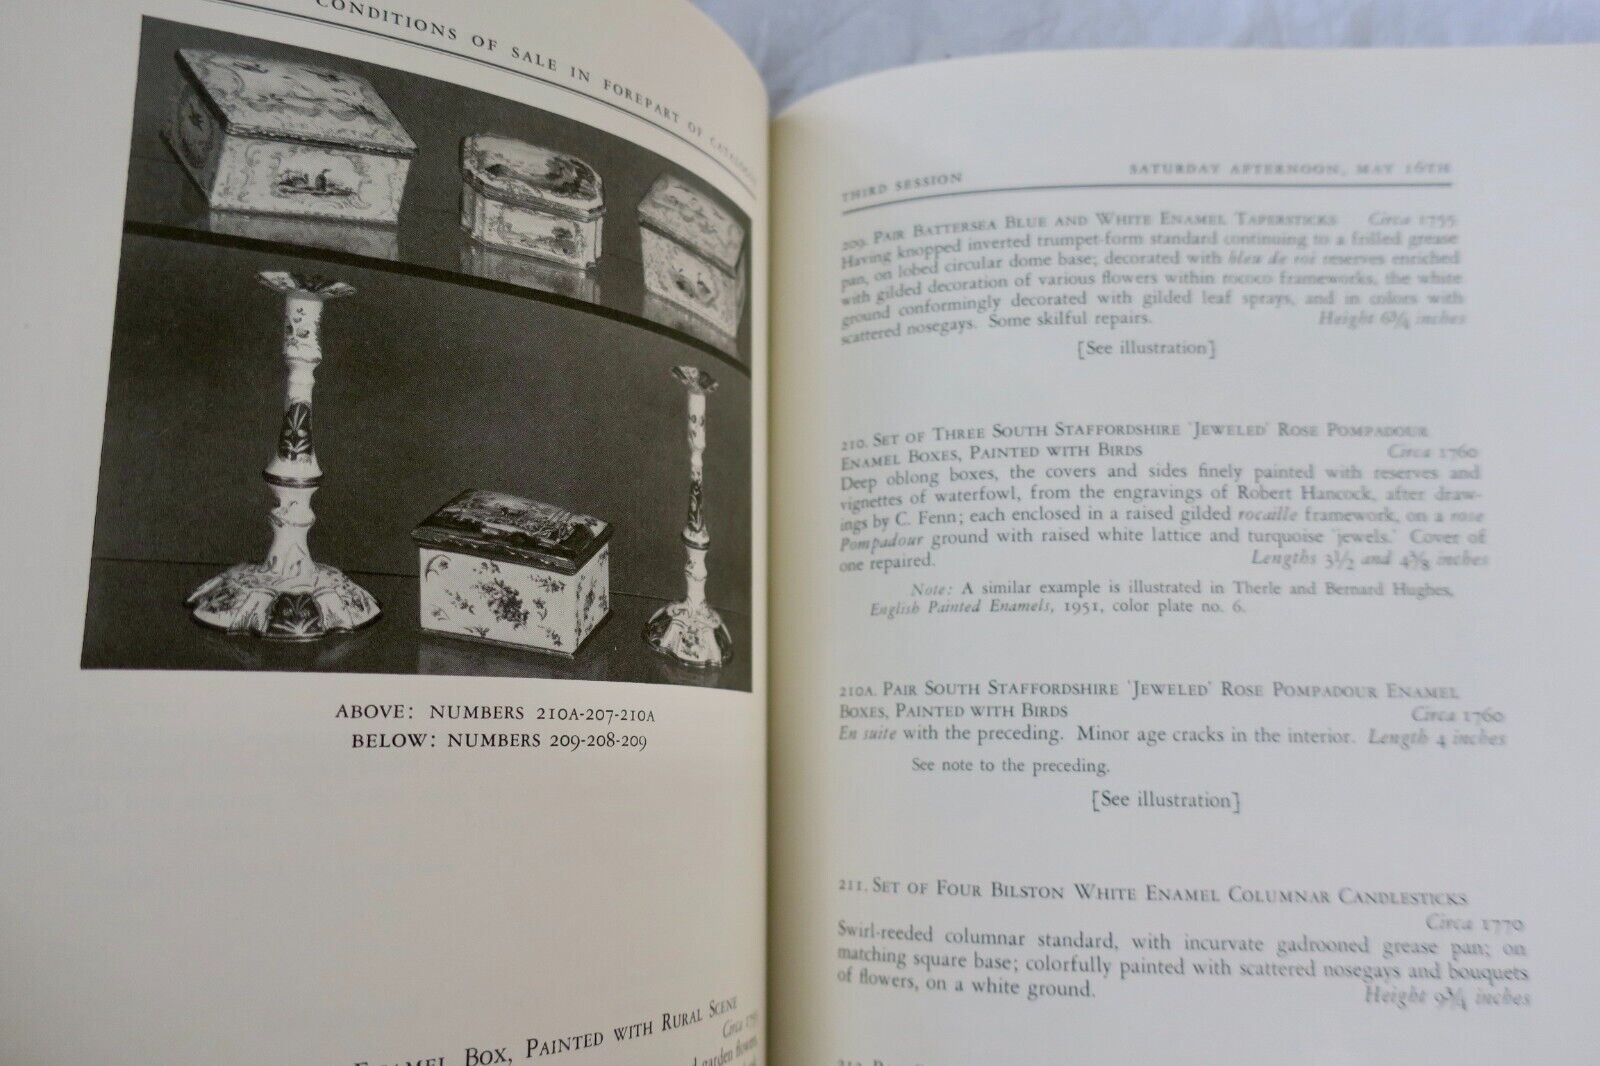 CONDITIONS OF SALE IN FOREPART OF CATALOGUE
ABOVE: NUMBERS 210A-207-210A
BELOW: NUMBERS 209-208-209
ENAMEL BOX, PAINTED WITH RURAL SCENE
Circa 175
garden flowers
THIRD SESSION SATURDAY AFTERNOON, MAY 16TH
209. PAIR BATTERSEA BLUE AND WHITE ENAMEL TAPERSTICKS Circa 1755
Having knopped inverted trumpet-form standard continuing to a frilled grease
pan, on lobed circular dome base; decorated with bleu de roi reserves enriched
with gilded decoration of various flowers within rococo frameworks, the white
ground conformingly decorated with gilded leaf sprays, and in colors with
scattered nosegays. Some skilful repairs. Height 6¾ inches
[See illustration]
210. SET OF THREE SOUTH STAFFORDSHIRE 'JEWELED' ROSE POMPADOUR
ENAMEL BOXES, PAINTED WITH BIRDS Circa 1760
Deep oblong boxes, the covers and sides finely painted with reserves and
vignettes of waterfowl, from the engravings of Robert Hancock, after draw-
ings by C. Fenn; each enclosed in a raised gilded rocaille framework, on a rose
Pompadour ground with raised white lattice and turquoise 'jewels.' Cover of
one repaired. Lengths 3½ and 4⅜ inches
Note: A similar example is illustrated in Therle and Bernard Hughes,
English Painted Enamels, 1951, color plate no. 6.
210A. PAIR SOUTH STAFFORDSHIRE 'JEWELED' ROSE POMPADOUR ENAMEL
BOXES, PAINTED WITH BIRDS Circa 1760
En suite with the preceding. Minor age cracks in the interior. Length 4 inches
See note to the preceding.
[See illustration]
211. SET OF FOUR BILSTON WHITE ENAMEL COLUMNAR CANDLESTICKS
Circa 1770
Swirl-reeded columnar standard, with incurvate gadrooned grease pan; on
matching square base; colorfully painted with scattered nosegays and bouquets
of flowers, on a white ground. Height 9¾ inches